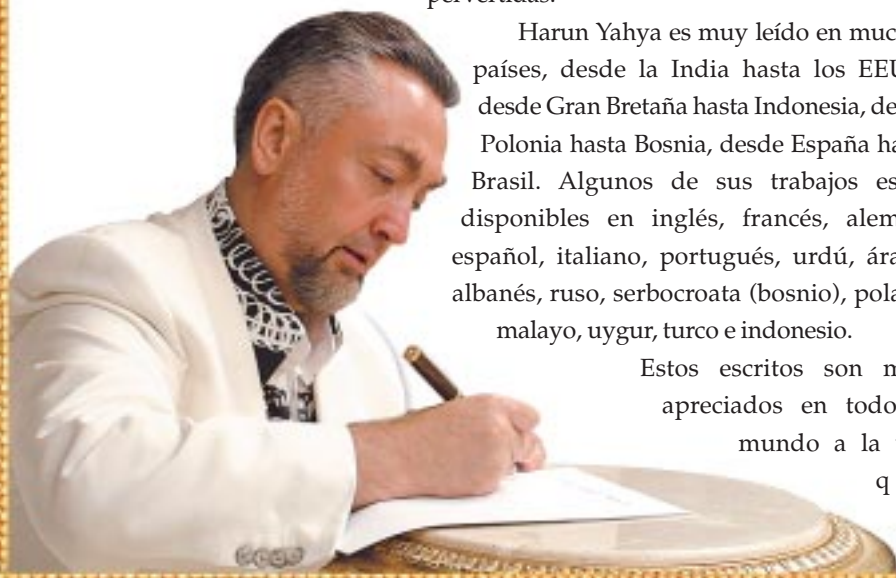 pervertidas.
Harun Yahya es muy leído en muc
países, desde la India hasta los EEU
desde Gran Bretaña hasta Indonesia, de
Polonia hasta Bosnia, desde España ha
Brasil. Algunos de sus trabajos es
disponibles en inglés, francés, alem
español, italiano, portugués, urdú, ára
albanés, ruso, serbocroata (bosnio), pola
malayo, uygur, turco e indonesio.
Estos escritos son m
apreciados en todo
mundo a la
q